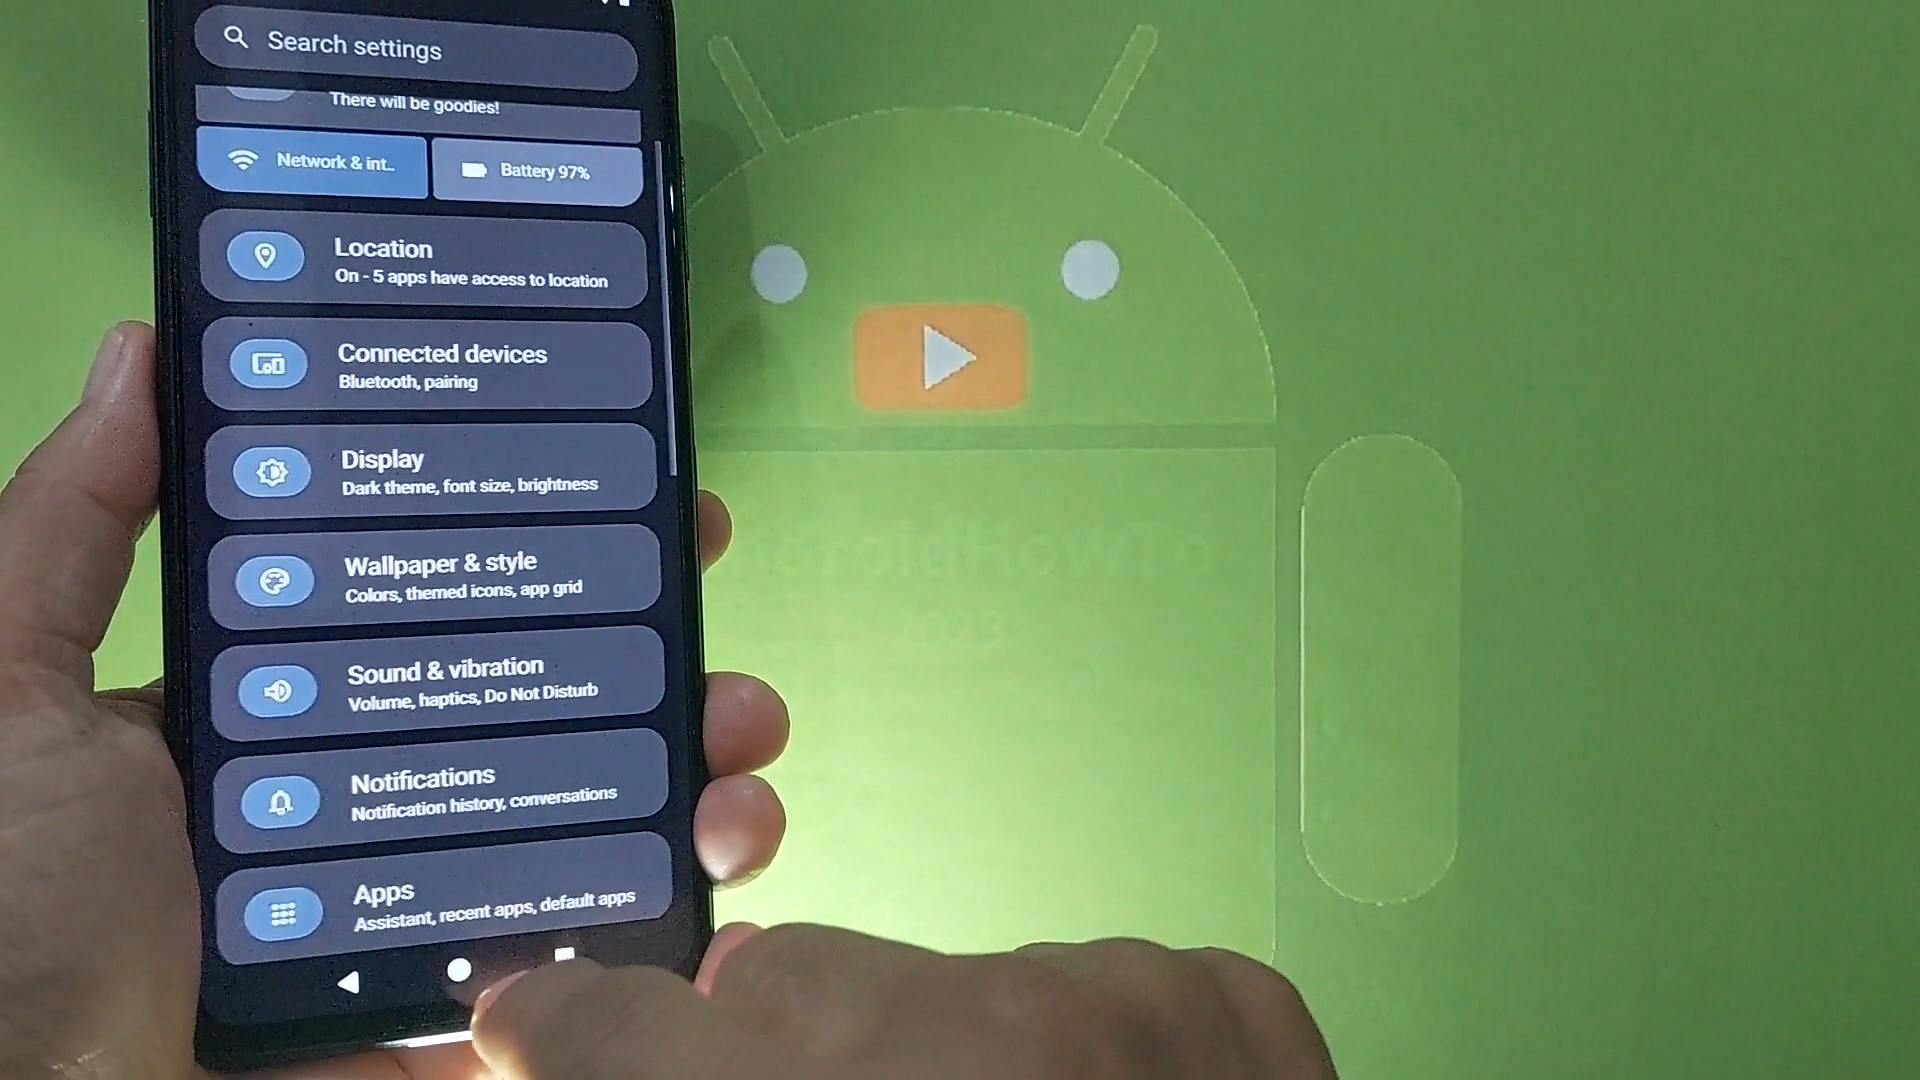 Search settings
There will be goodies!
Network & int..
Battery 97%
Location
On - 5 apps have access to location
Connected devices
Bluetooth, pairing
Display
Dark theme, font size, brightness
Wallpaper & style
Colors, themed icons, app grid
Sound & vibration
Volume, haptics, Do Not Disturb
Notifications
Notification history, conversations
Apps
Assistant, recent apps, default apps